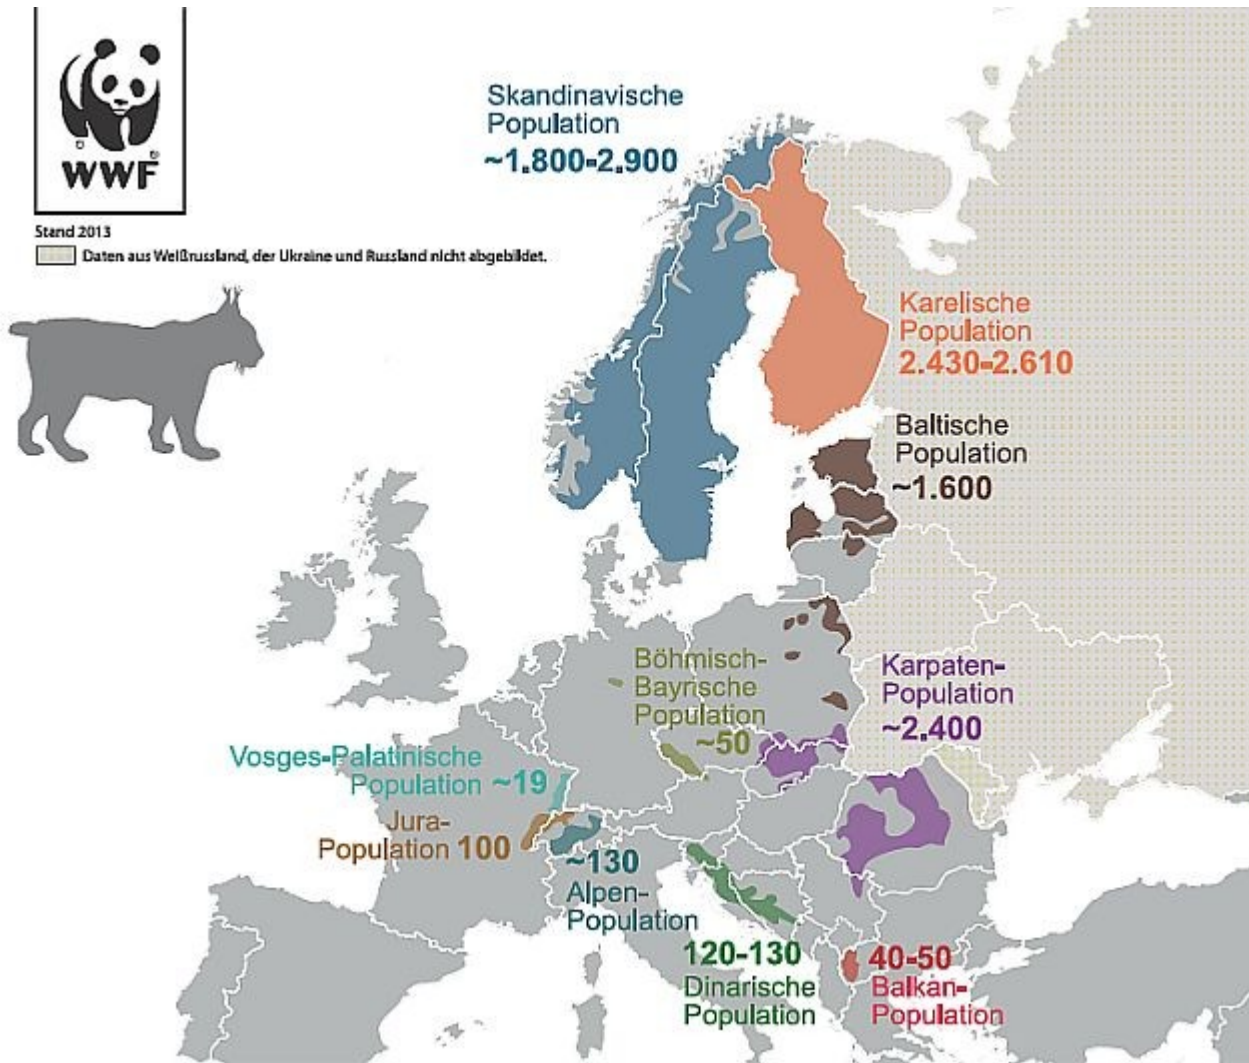 WWF
Stand 2013
Daten aus Weißrussland, der Ukraine und Russland nicht abgebildet.
Skandinavische
Population
~1.800-2.900
Karelische
Population
2.430-2.610
Baltische
Population
~1.600
Böhmisch-
Bayrische
Population
~50
Karpaten-
Population
~2.400
Vosges-Palatinische
Population ~19
Jura-
Population 100
~130
Alpen-
Population
120-130
Dinarische
Population
40-50
Balkan-
Population